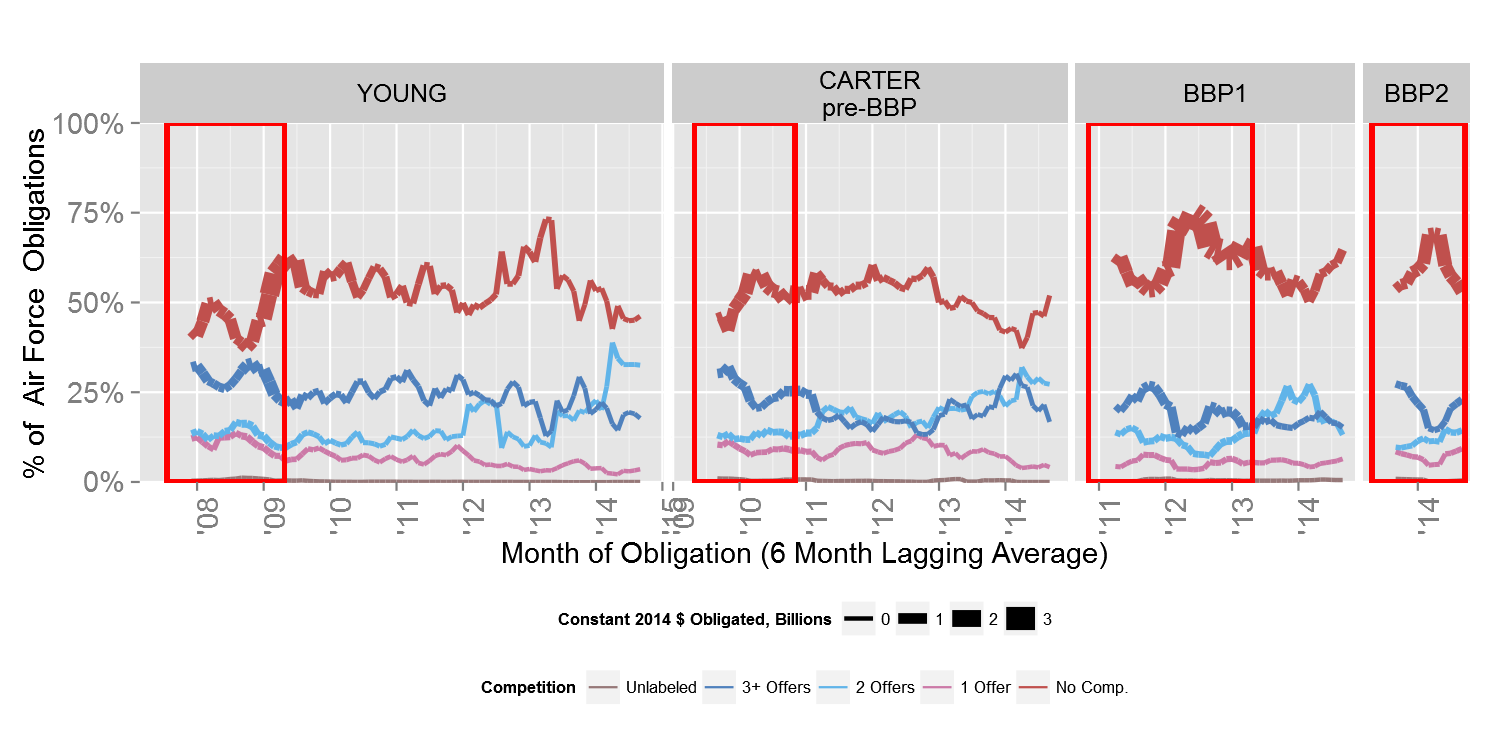 YOUNG
CARTER
pre-BBP
BBP1
BBP2
% of Air Force Obligations
100%
75%
50%
25%
0%
'08
'09
'10
'11
'12
'13
'14
'15
'09
'10
'11
'12
'13
'14
'11
'12
'13
'14
'14
Month of Obligation (6 Month Lagging Average)
Constant 2014 $ Obligated, Billions 0 1 2 3
Competition Unlabeled 3+ Offers 2 Offers 1 Offer No Comp.